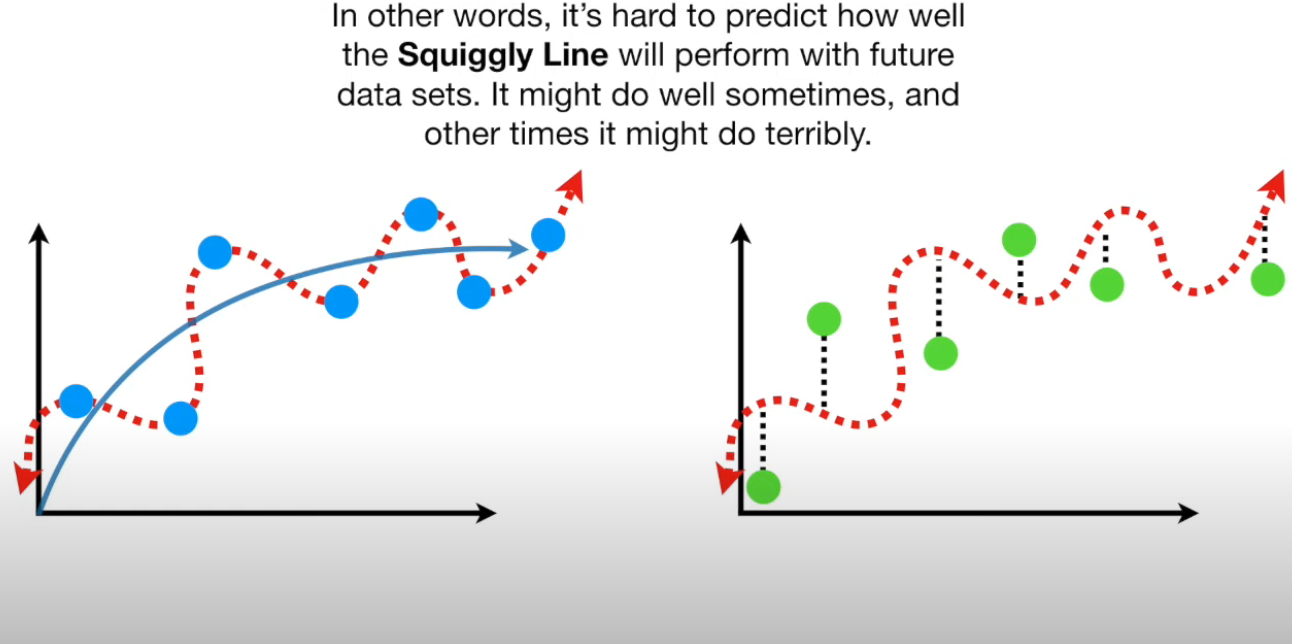 In other words, it’s hard to predict how well
the Squiggly Line will perform with future
data sets. It might do well sometimes, and
other times it might do terribly.